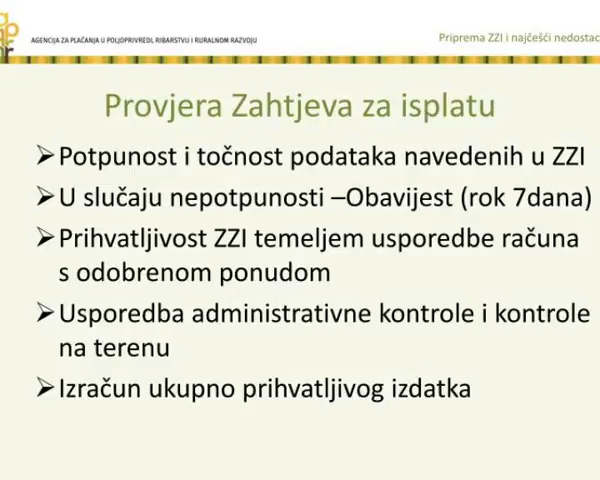 AGENCIJA ZA PLAĆANJA U POLJOPRIVREDI, RIBARSTVU I RURALNOM RAZVOJU
Priprema ZZI i najčešći nedostac
Provjera Zahtjeva za isplatu
➢Potpunost i točnost podataka navedenih u ZZI
➢U slučaju nepotpunosti –Obavijest (rok 7dana)
➢Prihvatljivost ZZI temeljem usporedbe računa
s odobrenom ponudom
➢Usporedba administrativne kontrole i kontrole
na terenu
➢Izračun ukupno prihvatljivog izdatka